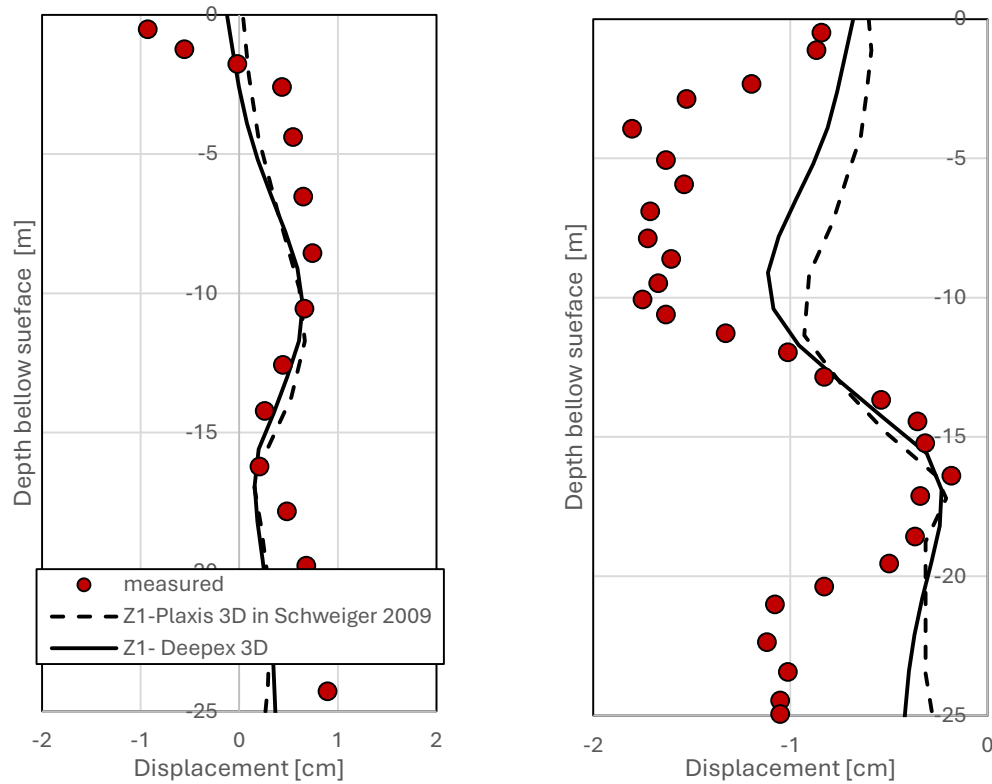 0
-5
-10
-15
-20
-25
-2
-1
0
1
2
Depth bellow sueface [m]
Displacement [cm]
measured
Z1-Plaxis 3D in Schweiger 2009
Z1- Deepex 3D
0
-5
-10
-15
-20
-25
-2
-1
0
Depth bellow sueface [m]
Displacement [cm]